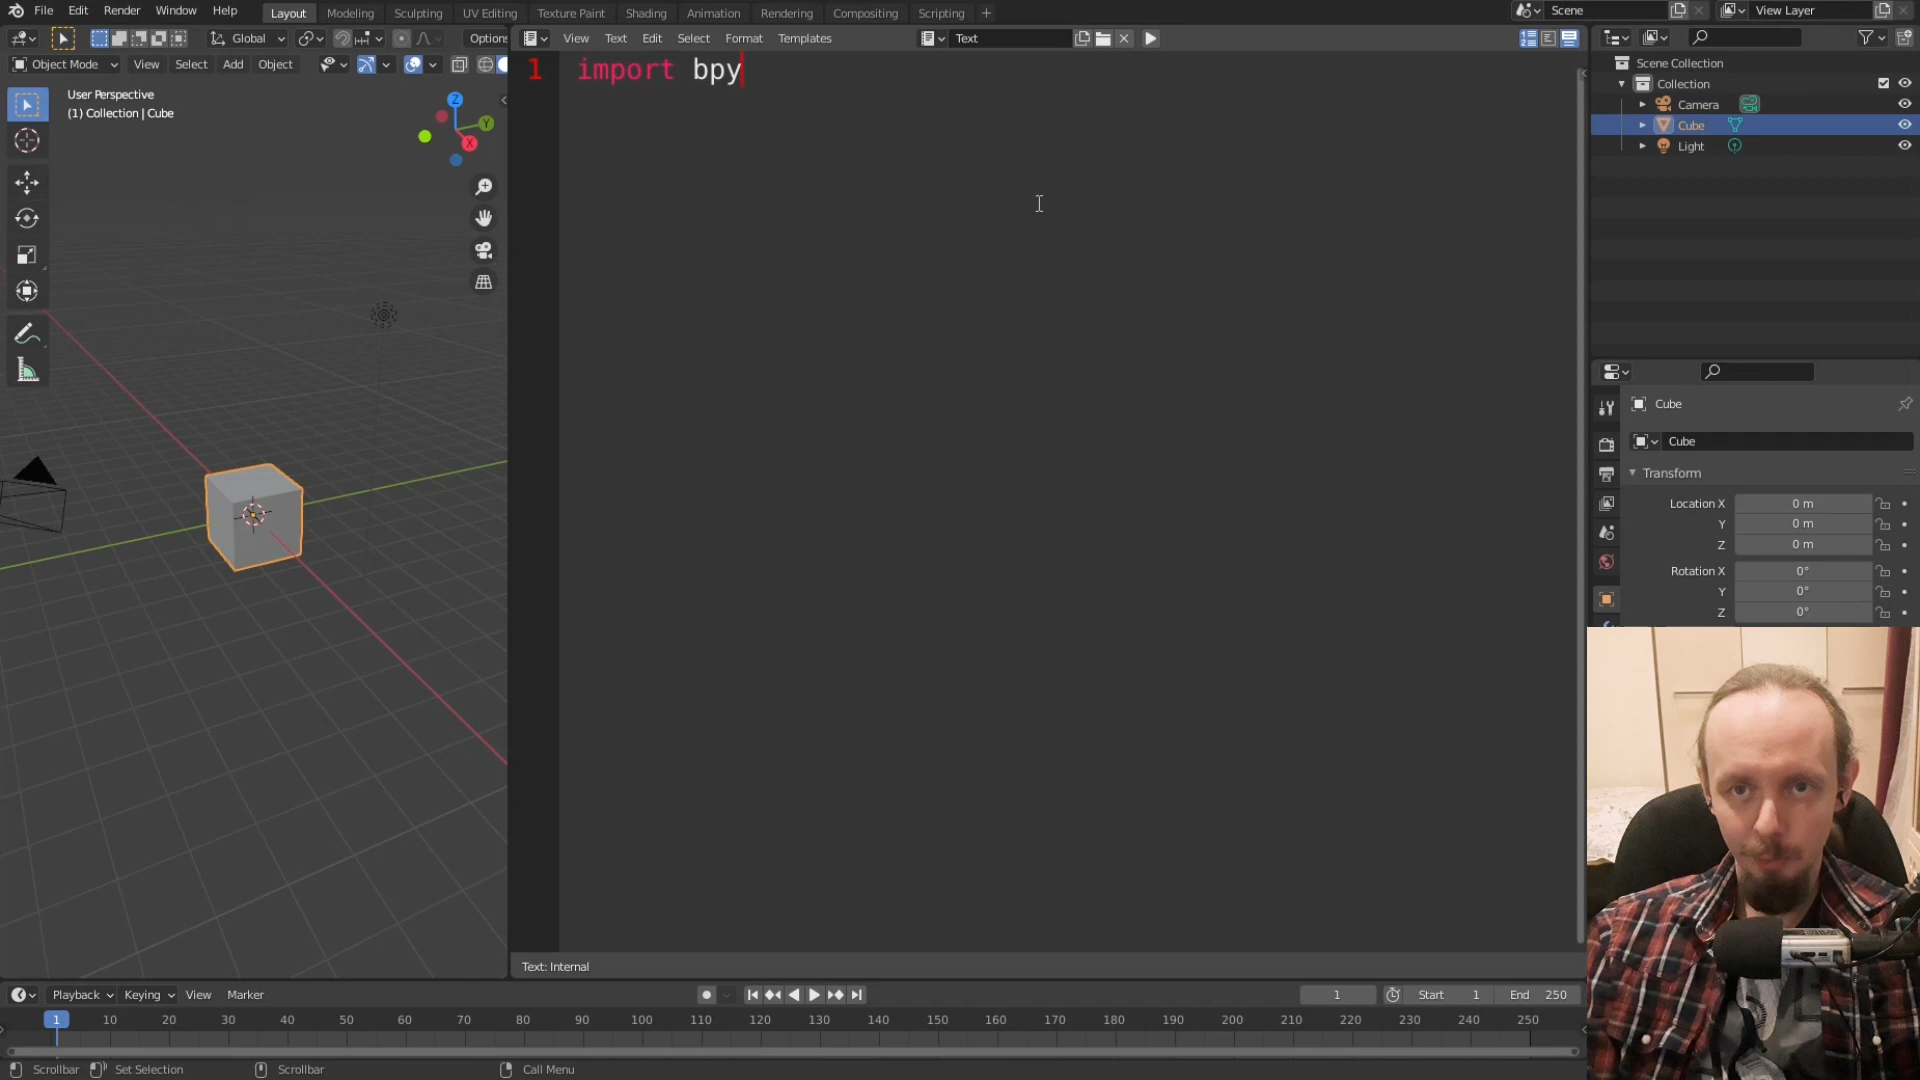 File Edit Render Window Help Layout Modeling Sculpting UV Editing Texture Paint Shading Animation Rendering Compositing Scripting + Scene View Layer
Global Options View Text Edit Select Format Templates Text
Object Mode View Select Add Object
1 import bpy
User Perspective
(1) Collection | Cube
Z
Y
X
Scene Collection
Collection
Camera
Cube
Light
Cube
Cube
Transform
Location X 0 m
Y 0 m
Z 0 m
Rotation X 0°
Y 0°
Z 0°
Text: Internal
Playback Keying View Marker 1 Start 1 End 250
1 10 20 30 40 50 60 70 80 90 100 110 120 130 140 150 160 170 180 190 200 210 220 230 240 250
Scrollbar Set Selection Scrollbar Call Menu